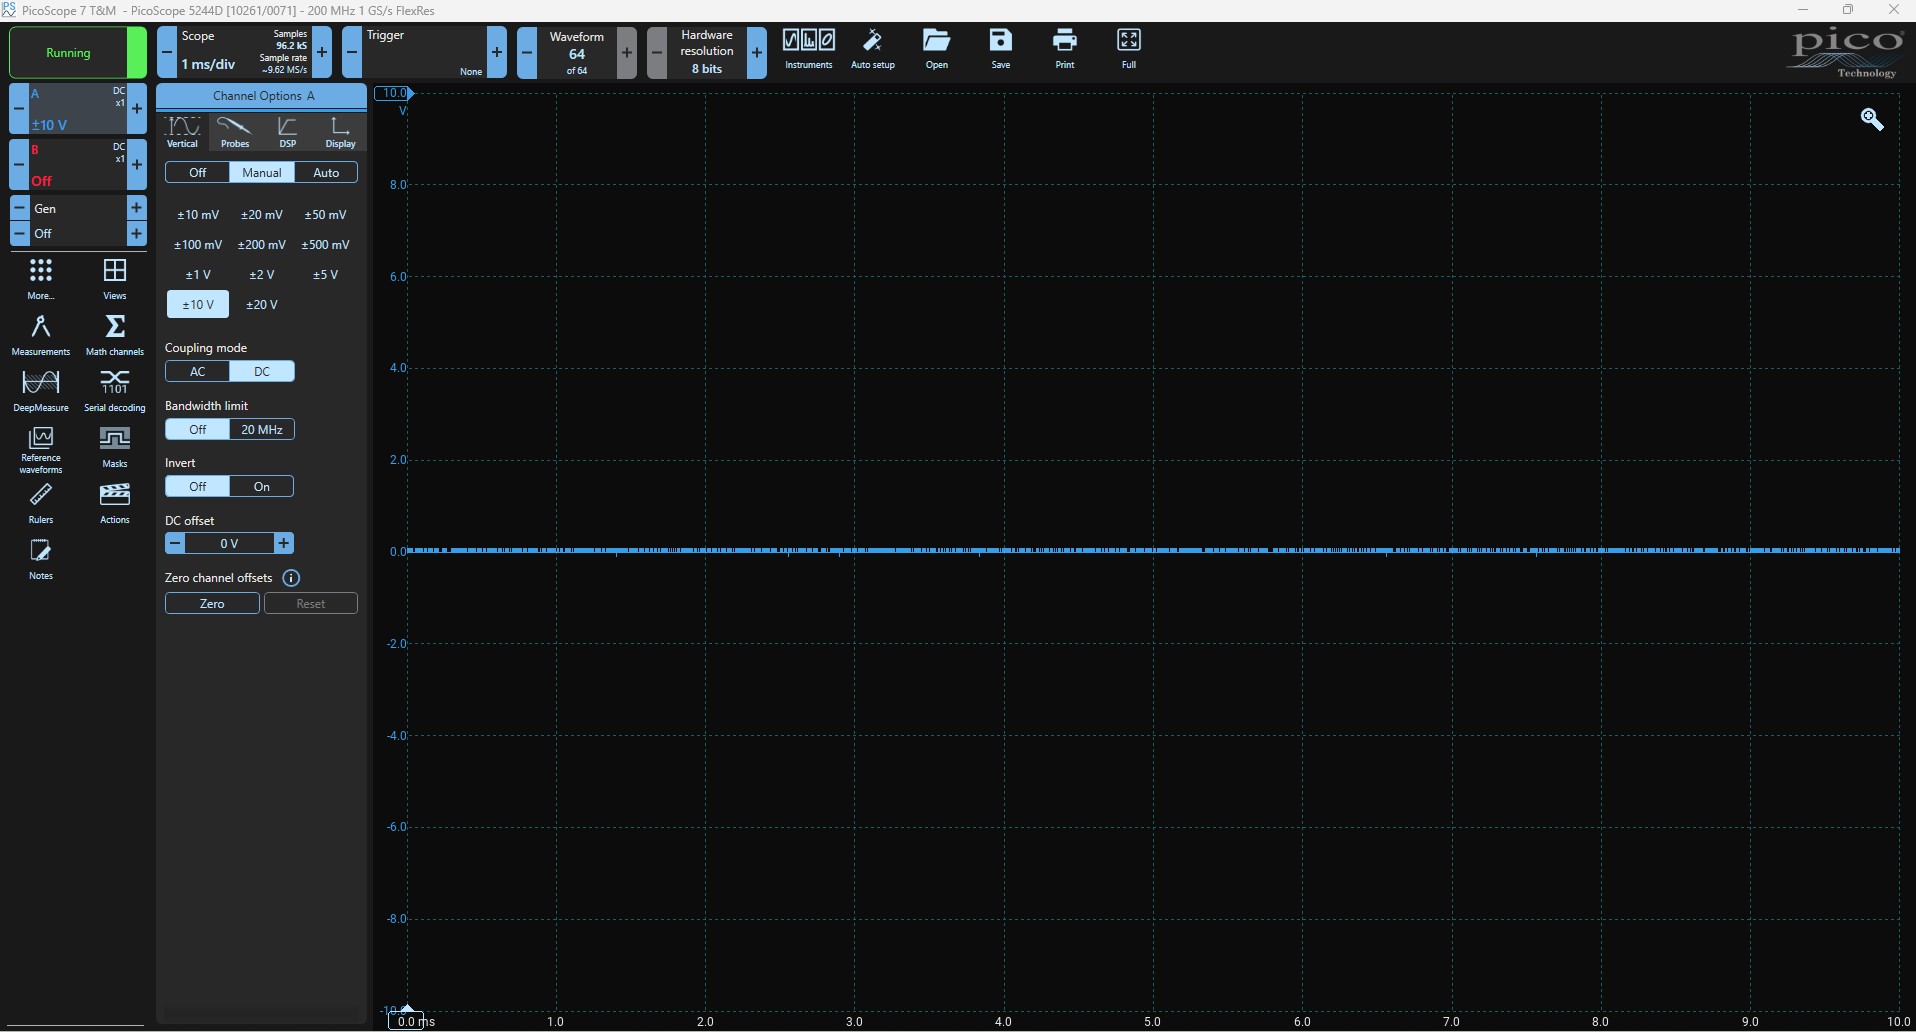 PicoScope 7 T&M - PicoScope 5244D [10261/0071] - 200 MHz 1 GS/s FlexRes
Running
Scope
1 ms/div
Samples
96.2 kS
Sample rate
~9.62 MS/s
Trigger
None
Waveform
64
of 64
Hardware
resolution
8 bits
Instruments
Auto setup
Open
Save
Print
Full
pico
Technology
A
DC
x1
±10 V
B
DC
x1
Off
Gen
Off
More...
Views
Measurements
Math channels
DeepMeasure
1101
Serial decoding
Reference
waveforms
Masks
Rulers
Actions
Notes
Channel Options A
Vertical
Probes
DSP
Display
Off Manual Auto
±10 mV ±20 mV ±50 mV
±100 mV ±200 mV ±500 mV
±1 V ±2 V ±5 V
±10 V ±20 V
Coupling mode
AC DC
Bandwidth limit
Off 20 MHz
Invert
Off On
DC offset
0 V
Zero channel offsets
Zero Reset
10.0
V
8.0
6.0
4.0
2.0
0.0
-2.0
-4.0
-6.0
-8.0
-10.0
0.0 ms 1.0 2.0 3.0 4.0 5.0 6.0 7.0 8.0 9.0 10.0